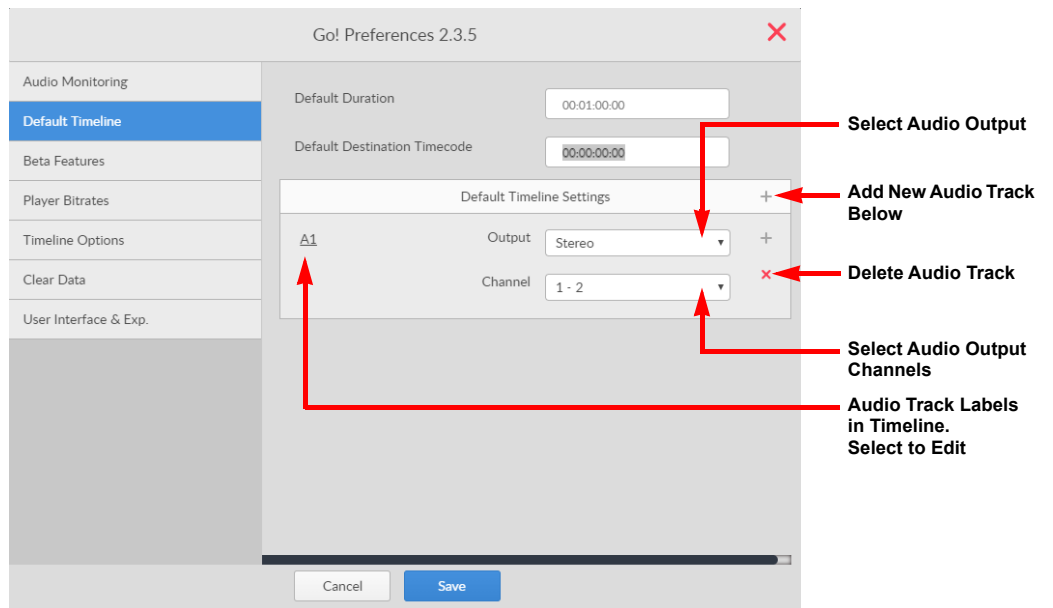 Go! Preferences 2.3.5
Audio Monitoring
Default Timeline
Beta Features
Player Bitrates
Timeline Options
Clear Data
User Interface & Exp.
Default Duration
00:01:00:00
Default Destination Timecode
00:00:00:00
Default Timeline Settings
A1
Output
Stereo
Channel
1 - 2
Cancel
Save
Select Audio Output
Add New Audio Track
Below
Delete Audio Track
Select Audio Output
Channels
Audio Track Labels
in Timeline.
Select to Edit